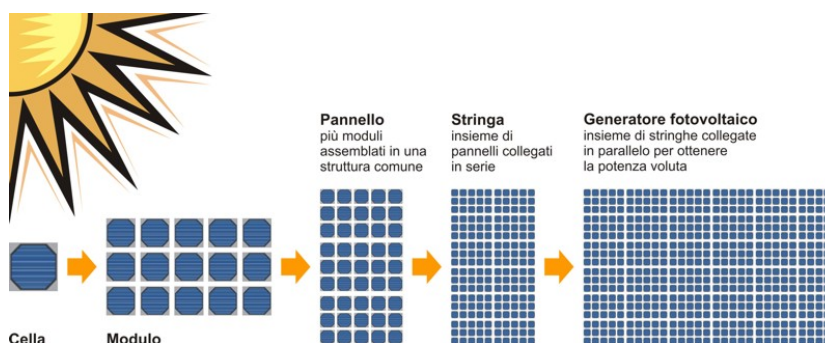 Pannello
più moduli
assemblati in una
struttura comune
Stringa
insieme di
pannelli collegati
in serie
Generatore fotovoltaico
insieme di stringhe collegate
in parallelo per ottenere
la potenza voluta
Cella
Modulo